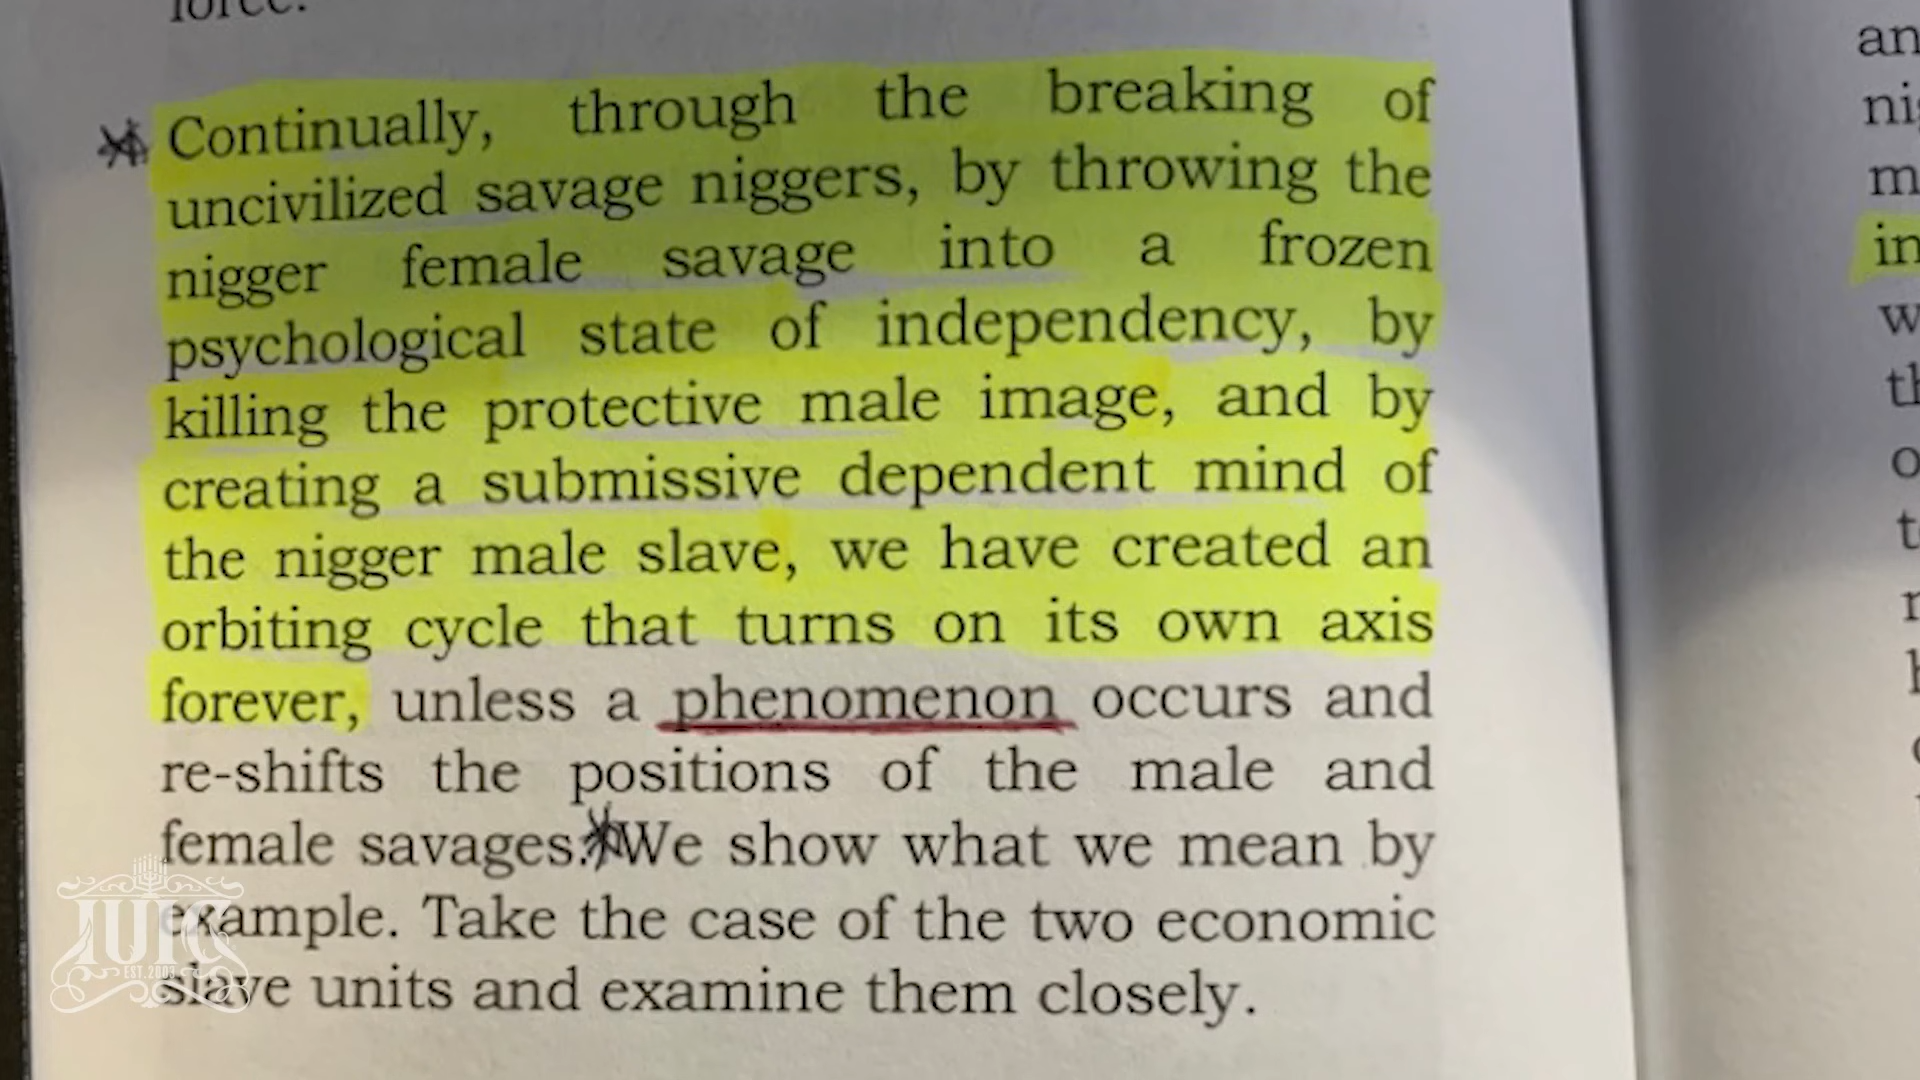 force.
Continually, through the breaking of
uncivilized savage niggers, by throwing the
nigger female savage into a frozen
psychological state of independency, by
killing the protective male image, and by
creating a submissive dependent mind of
the nigger male slave, we have created an
orbiting cycle that turns on its own axis
forever, unless a phenomenon occurs and
re-shifts the positions of the male and
female savages. We show what we mean by
example. Take the case of the two economic
slave units and examine them closely.
IUIC
EST.2003